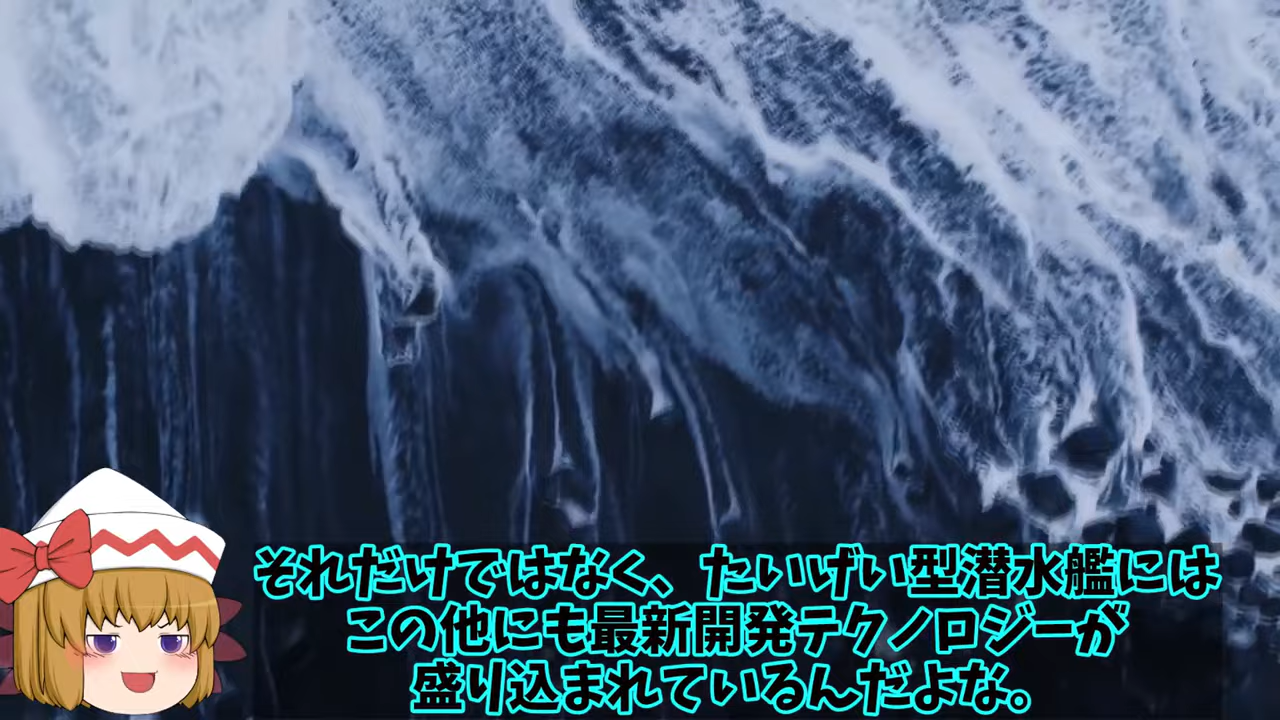 それだけではなく、たいげい型潜水艦には
この他にも最新開発テクノロジーが
盛り込まれているんだよな。